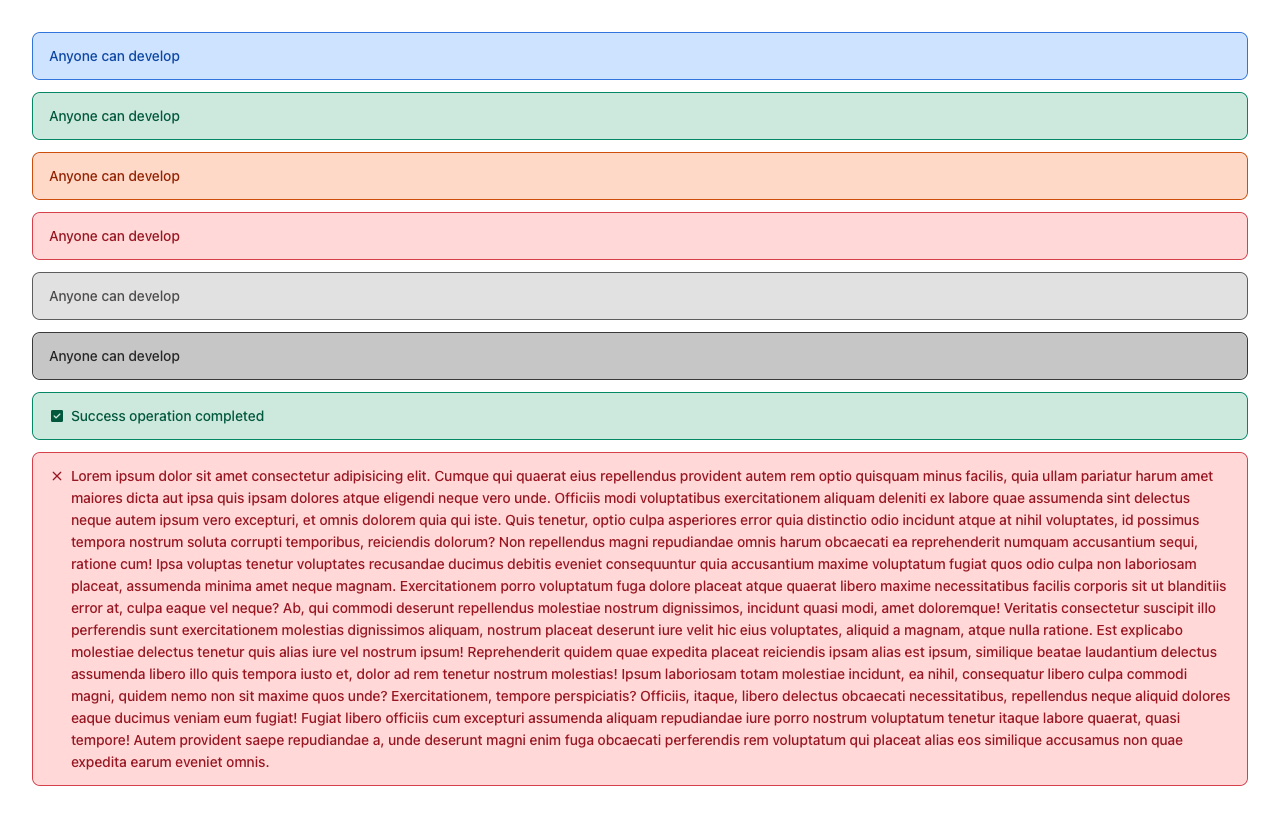 Anyone can develop
Anyone can develop
Anyone can develop
Anyone can develop
Anyone can develop
Anyone can develop
Success operation completed
Lorem ipsum dolor sit amet consectetur adipisicing elit. Cumque qui quaerat eius repellendus provident autem rem optio quisquam minus facilis, quia ullam pariatur harum amet
maiores dicta aut ipsa quis ipsam dolores atque eligendi neque vero unde. Officiis modi voluptatibus exercitationem aliquam deleniti ex labore quae assumenda sint delectus
neque autem ipsum vero excepturi, et omnis dolorem quia qui iste. Quis tenetur, optio culpa asperiores error quia distinctio odio incidunt atque at nihil voluptates, id possimus
tempora nostrum soluta corrupti temporibus, reiciendis dolorum? Non repellendus magni repudiandae omnis harum obcaecati ea reprehenderit numquam accusantium sequi,
ratione cum! Ipsa voluptas tenetur voluptates recusandae ducimus debitis eveniet consequuntur quia accusantium maxime voluptatum fugiat quos odio culpa non laboriosam
placeat, assumenda minima amet neque magnam. Exercitationem porro voluptatum fuga dolore placeat atque quaerat libero maxime necessitatibus facilis corporis sit ut blanditiis
error at, culpa eaque vel neque? Ab, qui commodi deserunt repellendus molestiae nostrum dignissimos, incidunt quasi modi, amet doloremque! Veritatis consectetur suscipit illo
perferendis sunt exercitationem molestias dignissimos aliquam, nostrum placeat deserunt iure velit hic eius voluptates, aliquid a magnam, atque nulla ratione. Est explicabo
molestiae delectus tenetur quis alias iure vel nostrum ipsum! Reprehenderit quidem quae expedita placeat reiciendis ipsam alias est ipsum, similique beatae laudantium delectus
assumenda libero illo quis tempora iusto et, dolor ad rem tenetur nostrum molestias! Ipsum laboriosam totam molestiae incidunt, ea nihil, consequatur libero culpa commodi
magni, quidem nemo non sit maxime quos unde? Exercitationem, tempore perspiciatis? Officiis, itaque, libero delectus obcaecati necessitatibus, repellendus neque aliquid dolores
eaque ducimus veniam eum fugiat! Fugiat libero officiis cum excepturi assumenda aliquam repudiandae iure porro nostrum voluptatum tenetur itaque labore quaerat, quasi
tempore! Autem provident saepe repudiandae a, unde deserunt magni enim fuga obcaecati perferendis rem voluptatum qui placeat alias eos similique accusamus non quae
expedita earum eveniet omnis.